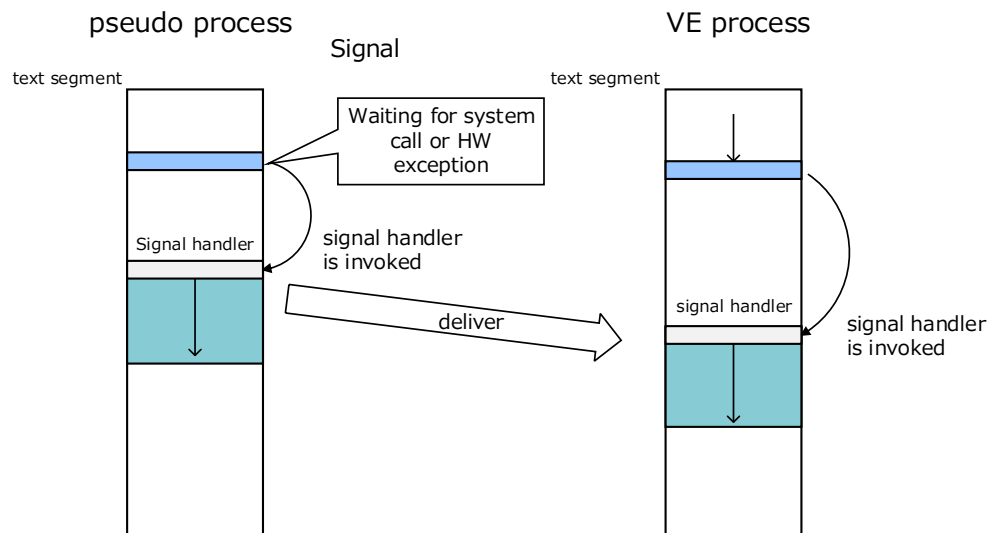 pseudo process
VE process
Signal
text segment
text segment
Waiting for system
call or HW
exception
Signal handler
signal handler
is invoked
deliver
signal handler
signal handler
is invoked